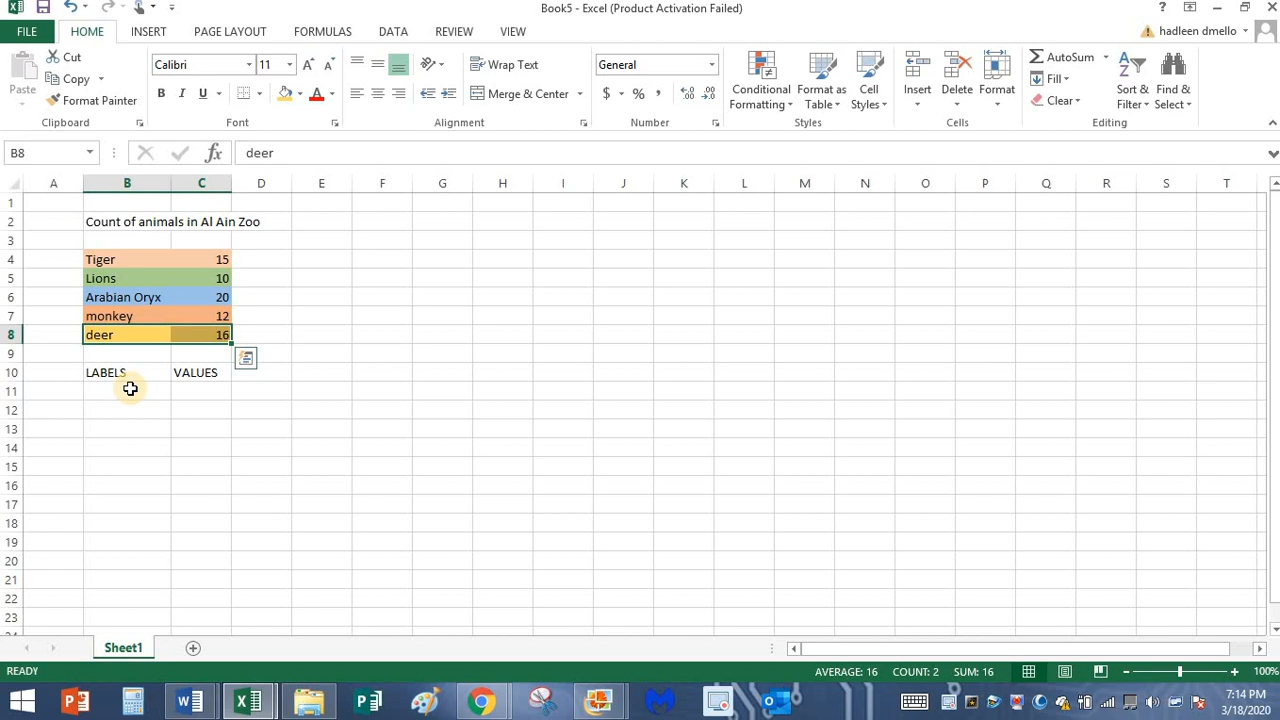 Book5 - Excel (Product Activation Failed)
FILE HOME INSERT PAGE LAYOUT FORMULAS DATA REVIEW VIEW hadleen dmello
Paste Cut Copy Format Painter
Calibri 11 B I U A A A
Wrap Text Merge & Center
General $ % ,
Conditional Formatting Format as Table Cell Styles
Insert Delete Format
AutoSum Fill Clear Sort & Filter Find & Select
Clipboard Font Alignment Number Styles Cells Editing
B8 fx deer
A B C D E F G H I J K L M N O P Q R S T
1
2 Count of animals in Al Ain Zoo
3
4 Tiger 15
5 Lions 10
6 Arabian Oryx 20
7 monkey 12
8 deer 16
9
10 LABELS VALUES
11
12
13
14
15
16
17
18
19
20
21
22
23
24
Sheet1
READY AVERAGE: 16 COUNT: 2 SUM: 16 100%
7:14 PM
3/18/2020